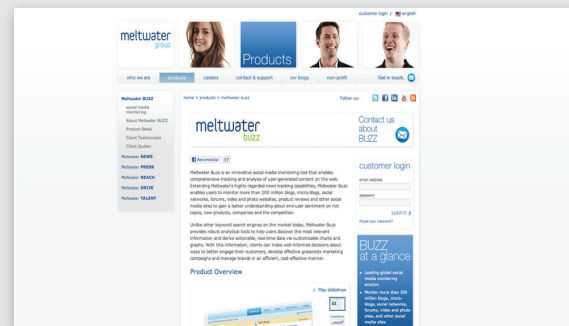 customer login
english
meltwater
group
Products
who we are
products
careers
contact & support
our blogs
non-profit
Get in touch.
home > products > meltwater buzz
Follow us:
Meltwater BUZZ
social media
monitoring
About Meltwater BUZZ
Product Detail
Client Testimonials
Client Quotes
Meltwater NEWS
Meltwater PRESS
Meltwater REACH
Meltwater DRIVE
Meltwater TALENT
meltwater
buzz
Contact us
about
BUZZ
Recomendar 57
Meltwater Buzz is an innovative social media monitoring tool that enables
comprehensive tracking and analysis of user-generated content on the web.
Extending Meltwater's highly regarded news tracking capabilities, Meltwater Buzz
enables users to monitor more than 200 million blogs, micro-blogs, social
networks, forums, video and photo websites, product reviews and other social
media sites to gain a better understanding about end-user sentiment on hot
topics, new products, companies and the competition.
Unlike other keyword search engines on the market today, Meltwater Buzz
provides robust analytical tools to help users discover the most relevant
information and derive actionable, real-time data via customizable charts and
graphs. With this information, clients can make well-informed decisions about
ways to better engage their customers, develop effective grassroots marketing
campaigns and manage brands in an efficient, cost-effective manner.
Product Overview
Play slideshow
customer login
email address
password
submit
Forgot your password?
BUZZ
at a glance
Leading global social
media monitoring
solution
Monitor more than 200
million blogs, micro-
blogs, social networks,
forums, video and photo
sites, and other social
media sites